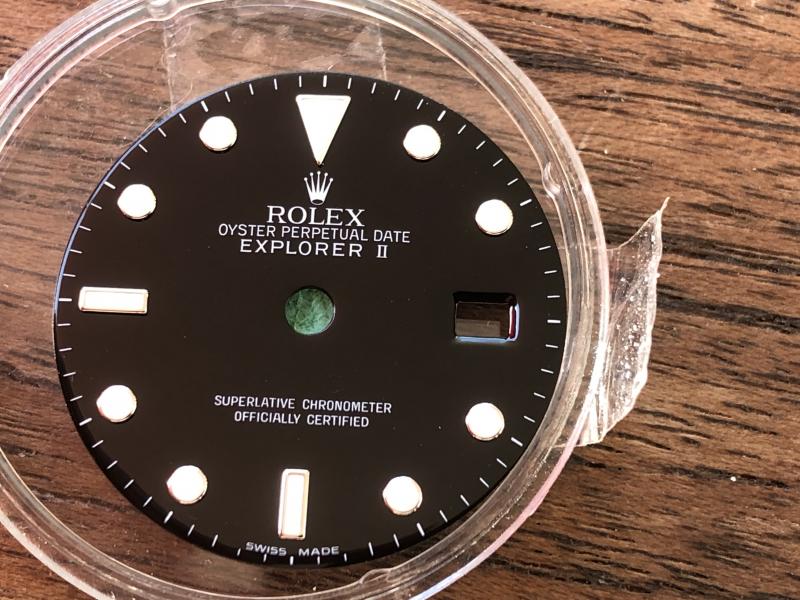 ROLEX
OYSTER PERPETUAL DATE
EXPLORER II
SUPERLATIVE CHRONOMETER
OFFICIALLY CERTIFIED
SWISS MADE